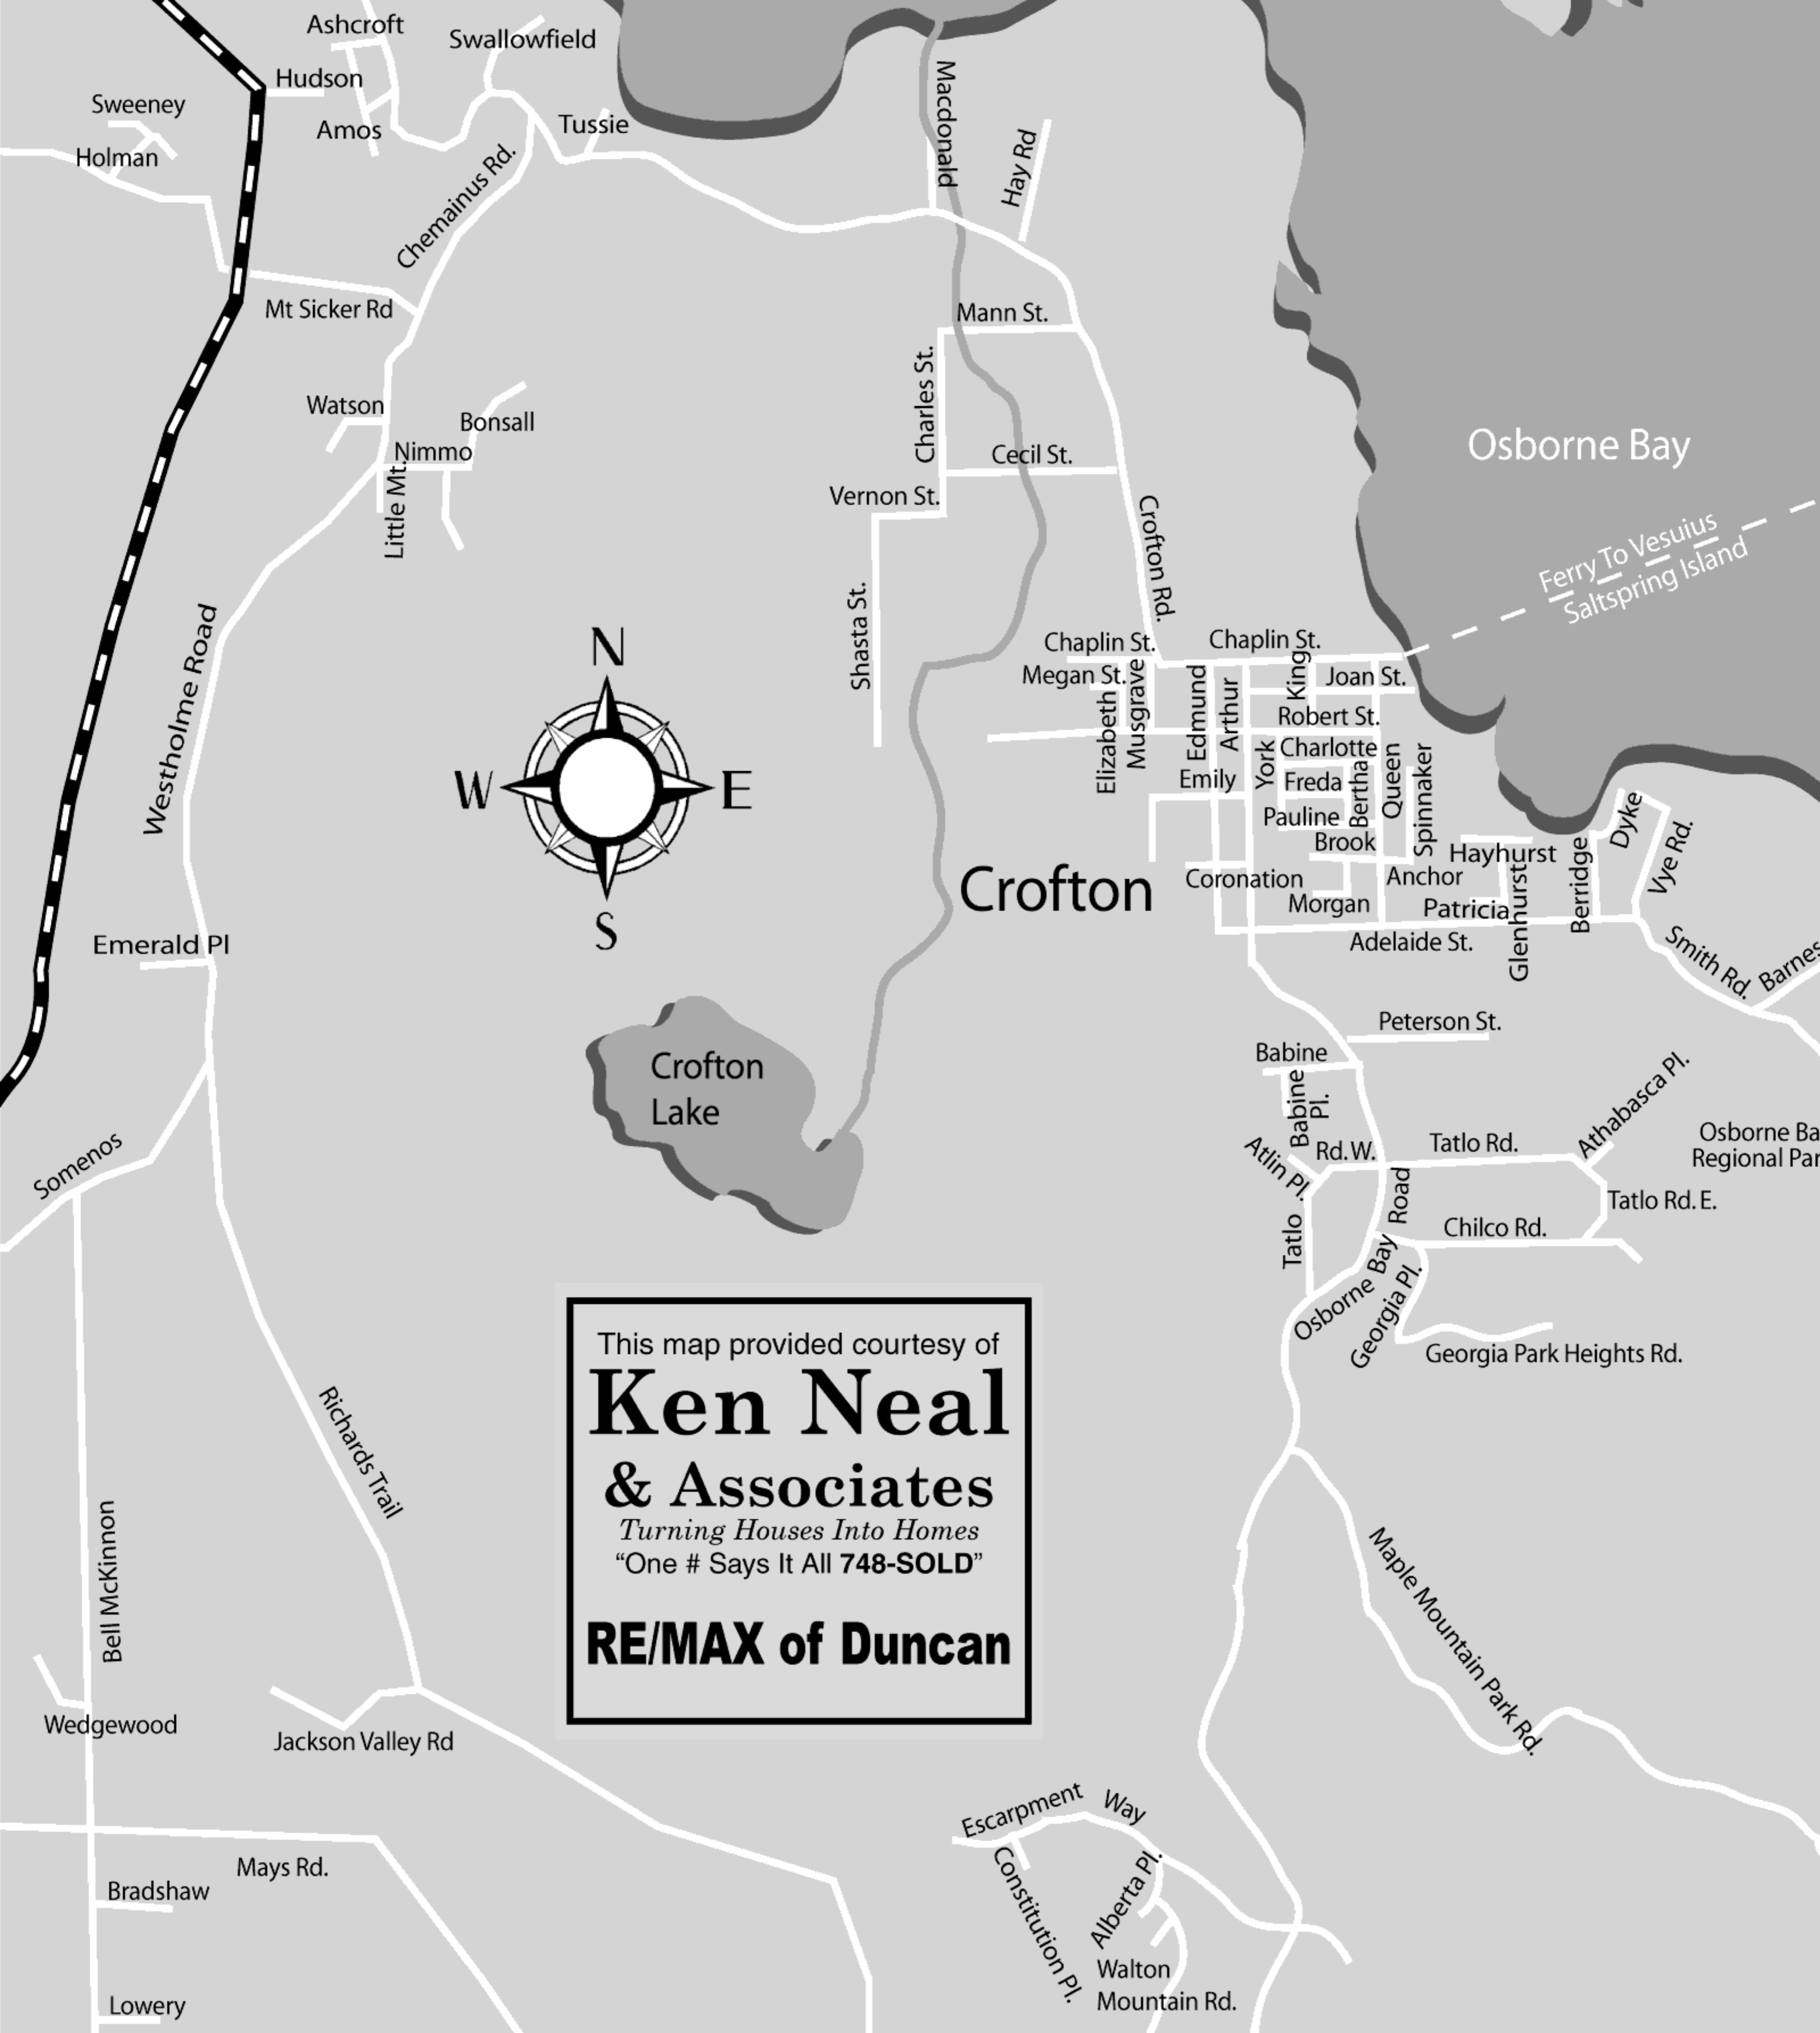 Ashcroft
Swallowfield
Hudson
Sweeney
Amos
Tussie
Holman
Macdonald
Hay Rd
Chemainus Rd.
Mt Sicker Rd
Mann St.
Charles St.
Watson
Bonsall
Nimmo
Little Mt.
Cecil St.
Vernon St.
Osborne Bay
Crofton Rd.
Ferry To Vesuius
Saltspring Island
Shasta St.
Westholme Road
N
W
E
S
Chaplin St.
Chaplin St.
Megan St.
King
Joan St.
Elizabeth
Musgrave
Edmund
Arthur
Robert St.
York
Charlotte
Queen
Spinnaker
Emily
Freda
Bertha
Pauline
Brook
Dyke
Vye Rd.
Hayhurst
Berridge
Crofton
Coronation
Anchor
Morgan
Patricia
Glenhurst
Adelaide St.
Smith Rd.
Barnes
Emerald Pl
Peterson St.
Crofton
Lake
Babine
Babine
Pl.
Athabasca Pl.
Somenos
Atlin Pl.
Rd. W.
Tatlo Rd.
Osborne Ba
Regional Par
Tatlo
Road
Tatlo Rd. E.
Chilco Rd.
Osborne Bay
Georgia Pl.
Georgia Park Heights Rd.
This map provided courtesy of
Ken Neal
& Associates
Turning Houses Into Homes
“One # Says It All 748-SOLD”
RE/MAX of Duncan
Richards Trail
Bell McKinnon
Maple Mountain Park Rd.
Wedgewood
Jackson Valley Rd
Escarpment Way
Mays Rd.
Constitution Pl.
Alberta Pl.
Bradshaw
Walton
Mountain Rd.
Lowery